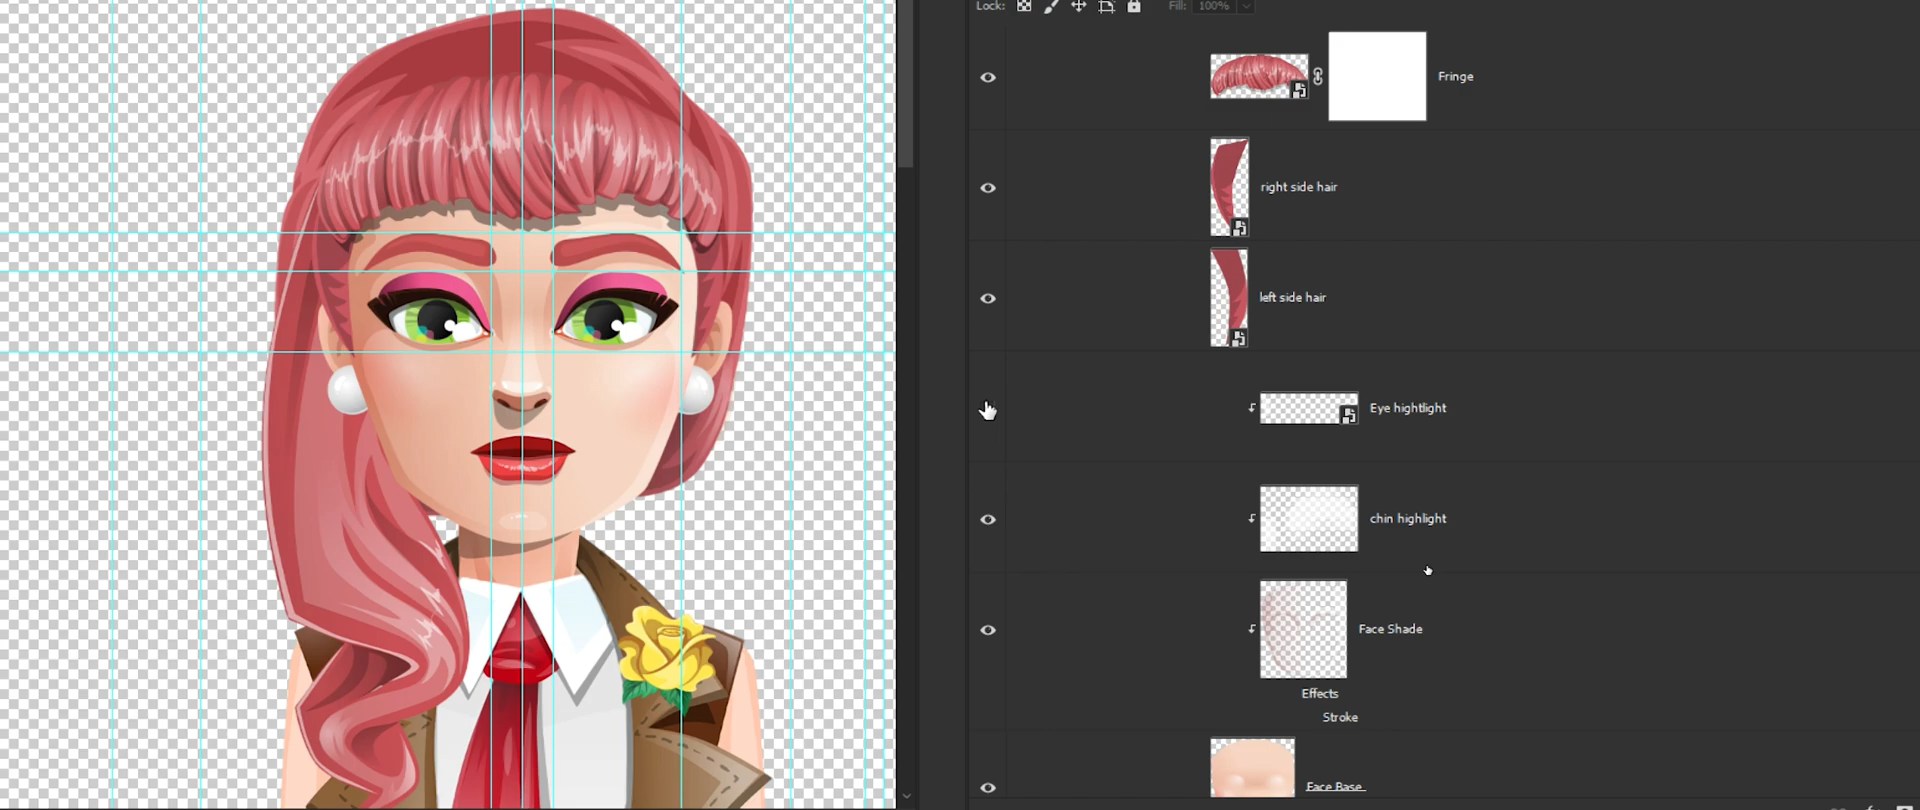 Lock: Fill: 100%
Fringe
right side hair
left side hair
Eye hightlight
chin highlight
Face Shade
Effects
Stroke
Face Base